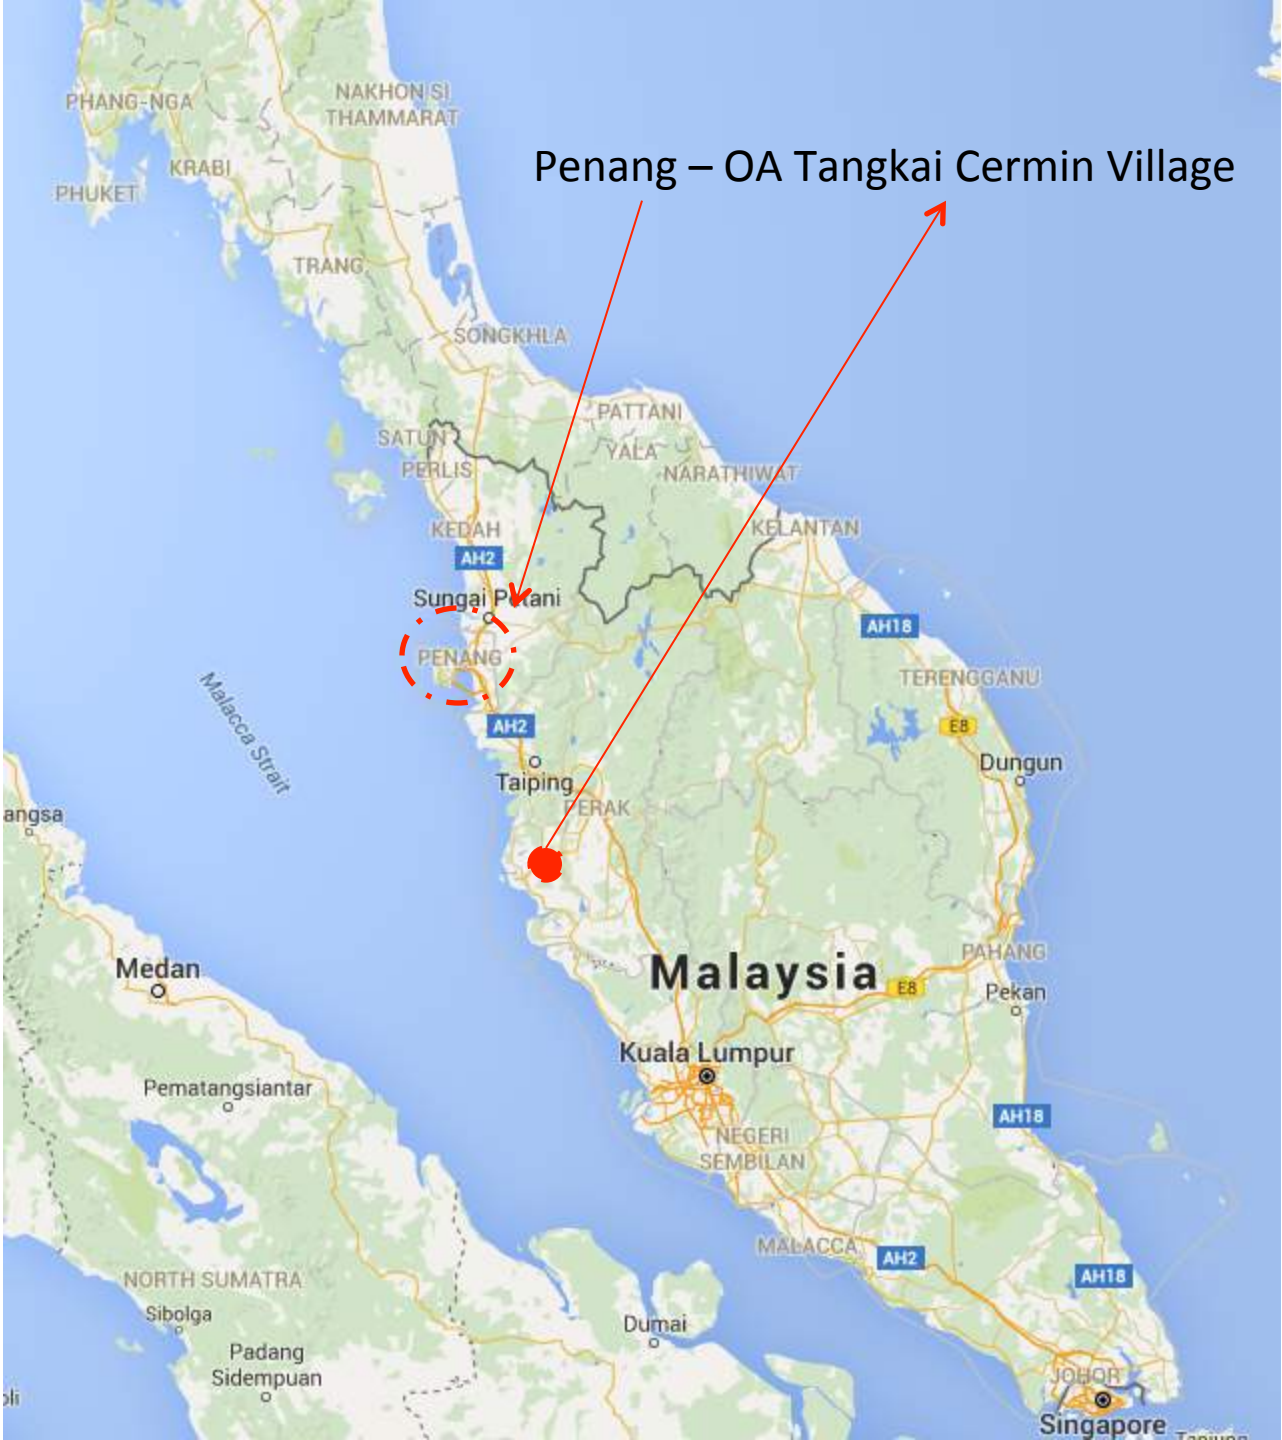 NAKHON SI
THAMMARAT
PHANG-NGA
KRABI
PHUKET
Penang – OA Tangkai Cermin Village
TRANG
SONGKHLA
PATTANI
SATUN
YALA
PERLIS
NARATHIWAT
KEDAH
KELANTAN
AH2
Sungai Petani
AH18
PENANG
TERENGGANU
Malacca Strait
AH2
E8
Taiping
Dungun
PERAK
angsa
Malaysia
PAHANG
Medan
E8
Pekan
Kuala Lumpur
Pematangsiantar
AH18
NEGERI
SEMBILAN
MALACCA
AH2
NORTH SUMATRA
AH18
Sibolga
Dumai
Padang
Sidempuan
JOHOR
oli
Singapore